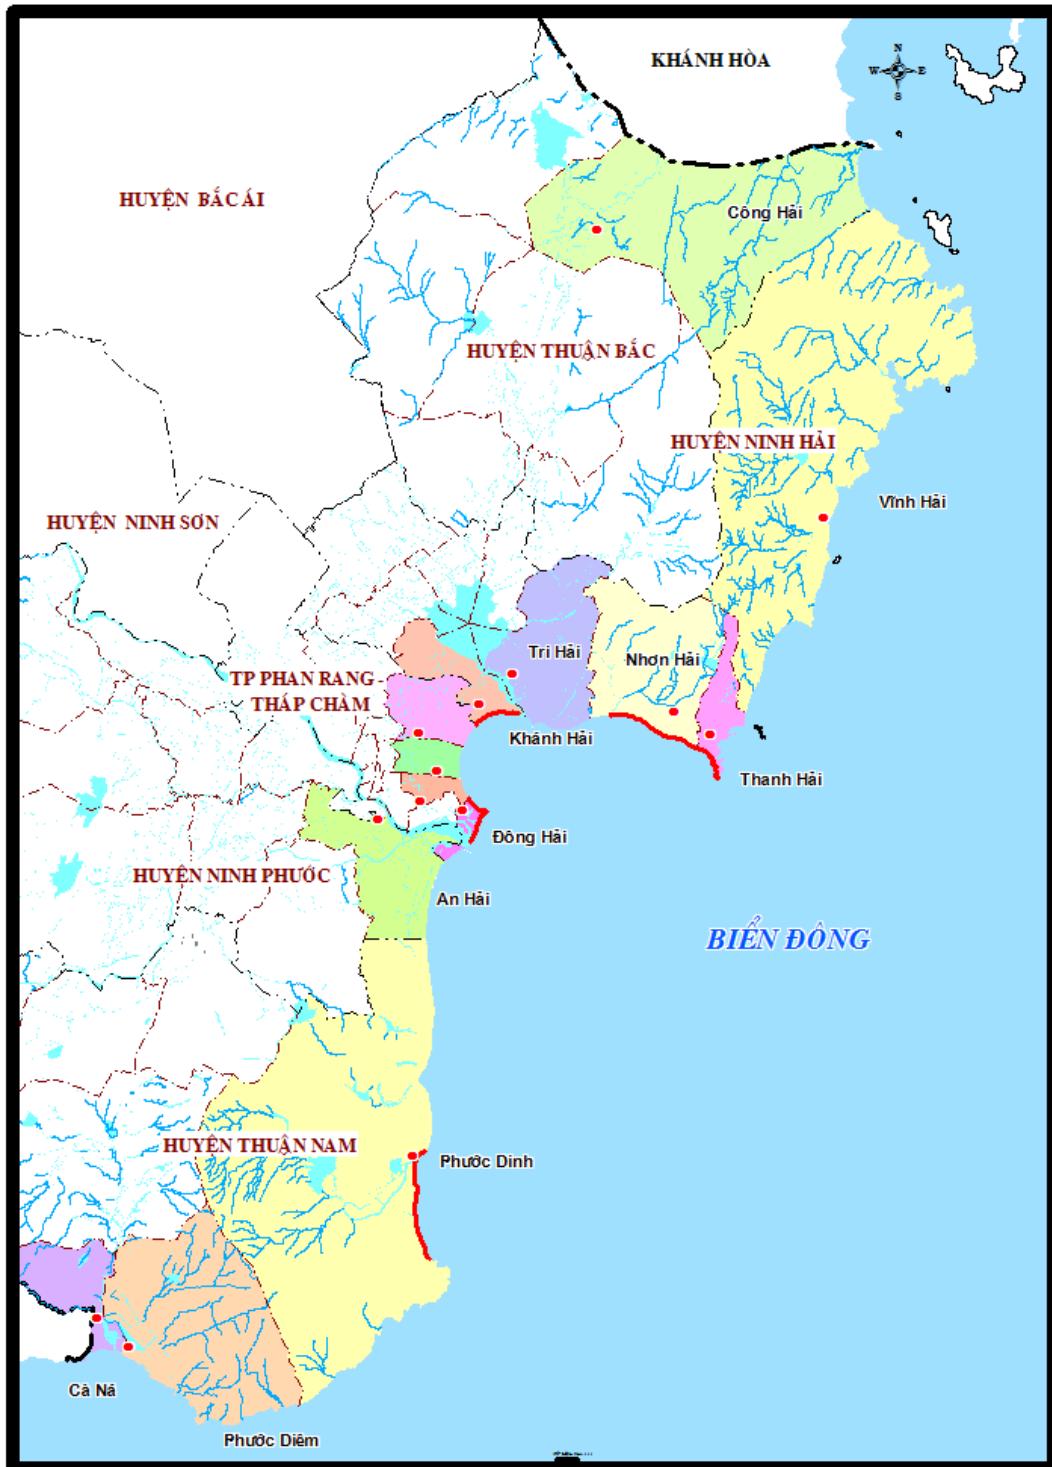 KHÁNH HÒA
N
W E
S
HUYỆN BẮC ÁI
Công Hải
HUYỆN THUẬN BẮC
HUYỆN NINH HẢI
Vĩnh Hải
HUYỆN NINH SƠN
Tri Hải
Nhơn Hải
TP PHAN RANG -
THÁP CHÀM
Khánh Hải
Thanh Hải
Đông Hải
HUYỆN NINH PHƯỚC
An Hải
BIỂN ĐÔNG
HUYỆN THUẬN NAM
Phước Dinh
Cà Ná
Phước Diêm